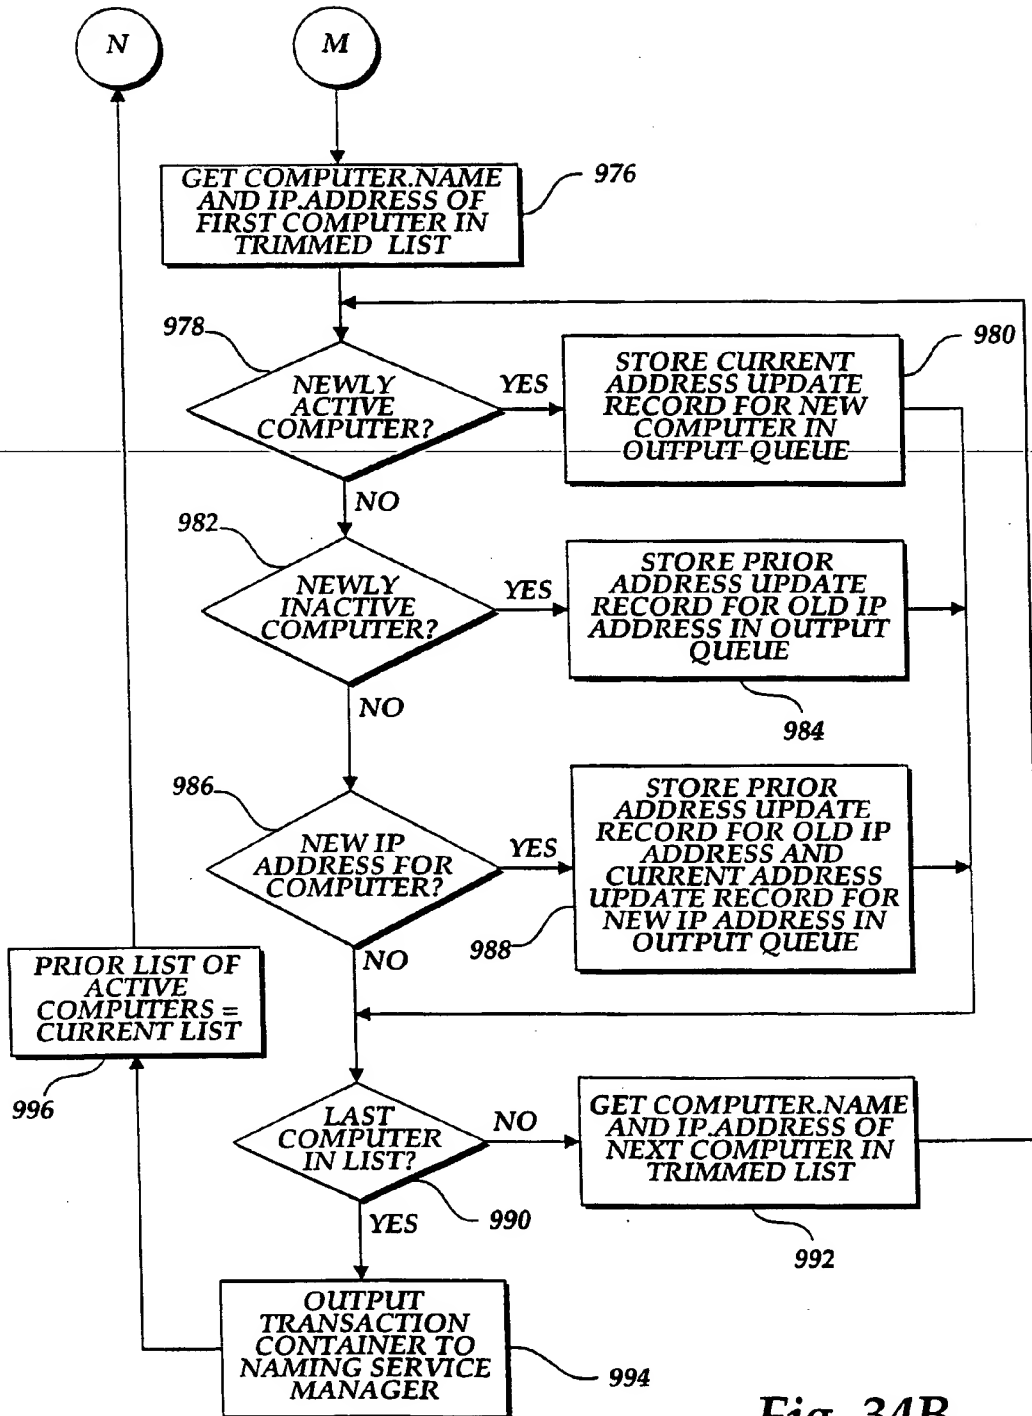 N
M
GET COMPUTER.NAME
AND IP.ADDRESS OF
FIRST COMPUTER IN
TRIMMED LIST
976
978
NEWLY
ACTIVE
COMPUTER?
YES
STORE CURRENT
ADDRESS UPDATE
RECORD FOR NEW
COMPUTER IN
OUTPUT QUEUE
980
NO
982
NEWLY
INACTIVE
COMPUTER?
YES
STORE PRIOR
ADDRESS UPDATE
RECORD FOR OLD IP
ADDRESS IN OUTPUT
QUEUE
984
NO
986
NEW IP
ADDRESS FOR
COMPUTER?
YES
STORE PRIOR
ADDRESS UPDATE
RECORD FOR OLD IP
ADDRESS AND
CURRENT ADDRESS
UPDATE RECORD FOR
NEW IP ADDRESS IN
OUTPUT QUEUE
988
NO
PRIOR LIST OF
ACTIVE
COMPUTERS =
CURRENT LIST
996
LAST
COMPUTER
IN LIST?
NO
GET COMPUTER.NAME
AND IP.ADDRESS OF
NEXT COMPUTER IN
TRIMMED LIST
990
992
YES
OUTPUT
TRANSACTION
CONTAINER TO
NAMING SERVICE
MANAGER
994
Fig. 34B